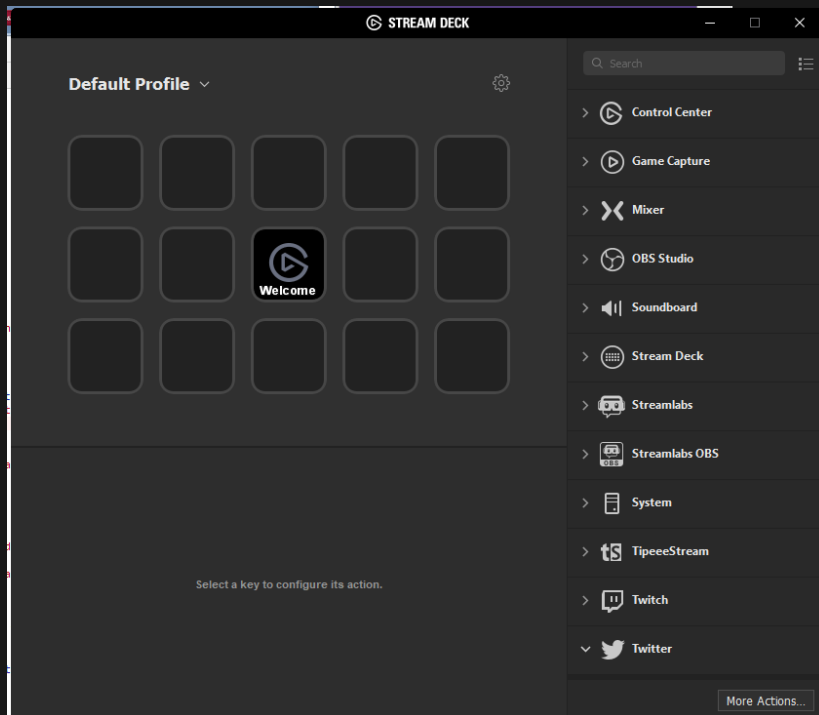 STREAM DECK
Default Profile
Search
Control Center
Game Capture
Mixer
OBS Studio
Welcome
Soundboard
Stream Deck
Streamlabs
OBS
Streamlabs OBS
System
TipeeeStream
Select a key to configure its action.
Twitch
Twitter
More Actions...